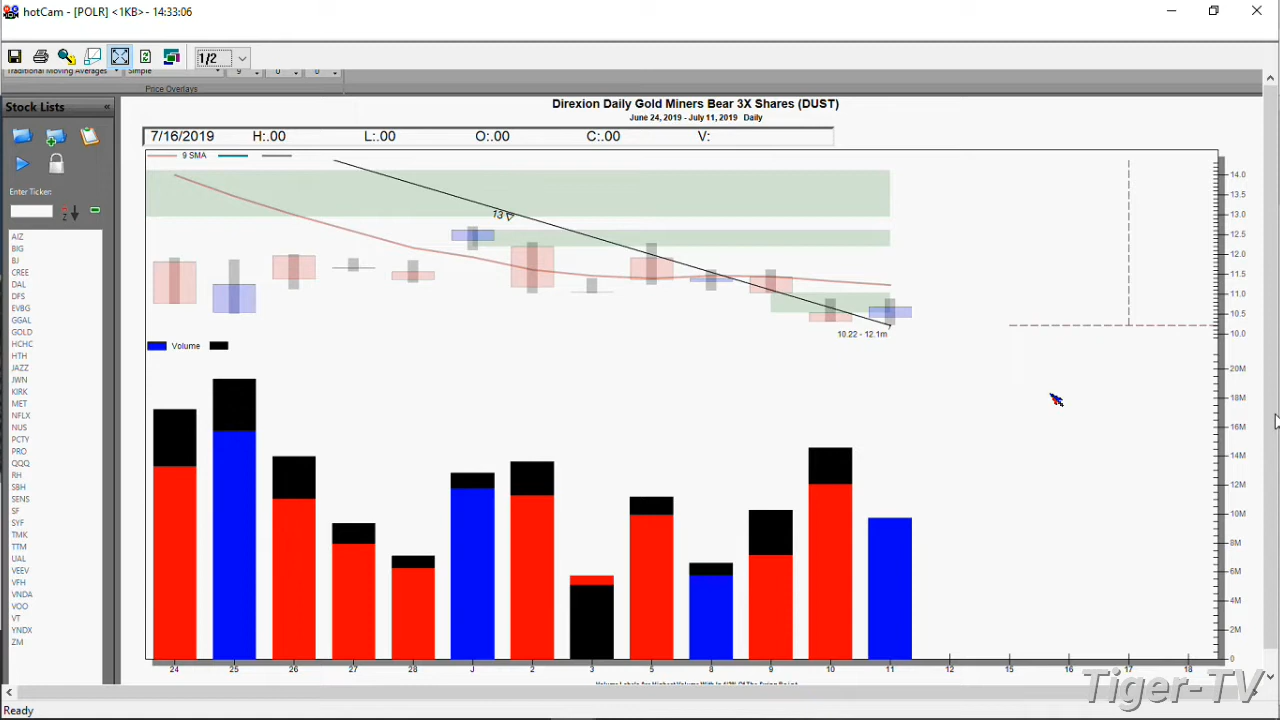 hotCam - [POLR] <1KB> - 14:33:06
1/2
Traditional Moving Averages Simple 9 0 0
Price Overlays
Stock Lists «
Direxion Daily Gold Miners Bear 3X Shares (DUST)
June 24, 2019 - July 11, 2019 Daily
7/16/2019 H:.00 L:.00 O:.00 C:.00 V:
9 SMA
Enter Ticker:
AIZ
BIG
BJ
CREE
DAL
DFS
EVBG
GGAL
GOLD
HCHC
HTH
JAZZ
JWN
KIRK
MET
NFLX
NUS
PCTY
PRO
QQQ
RH
SBH
SENS
SF
SYF
TMK
TTM
UAL
VEEV
VFH
VNDA
VOO
VT
YNDX
ZM
13
10.22 - 12.1m
14.0
13.5
13.0
12.5
12.0
11.5
11.0
10.5
10.0
Volume
20M
18M
16M
14M
12M
10M
8M
6M
4M
2M
0
24 25 26 27 28 J 2 3 5 8 9 10 11 12 15 16 17 18
Tiger-TV
Ready